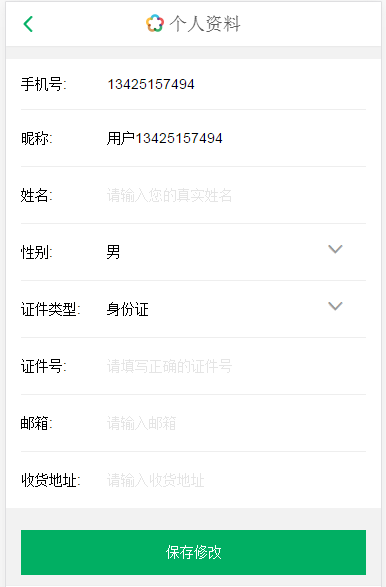 个人资料
手机号: 13425157494
昵称: 用户13425157494
姓名: 请输入您的真实姓名
性别: 男
证件类型: 身份证
证件号: 请填写正确的证件号
邮箱: 请输入邮箱
收货地址: 请输入收货地址
保存修改